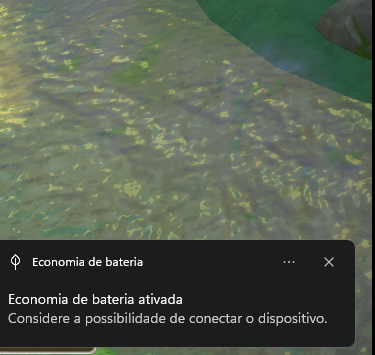 Economia de bateria
Economia de bateria ativada
Considere a possibilidade de conectar o dispositivo.